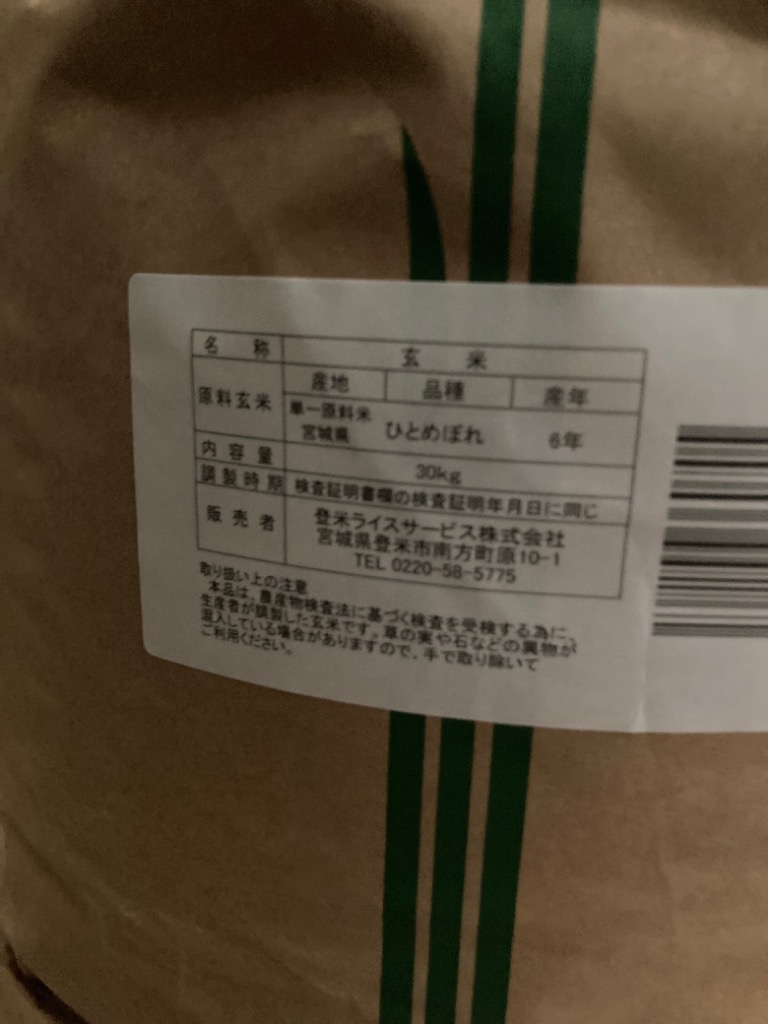 名 称 玄 米
原料玄米 産地 品種 産年
単一原料米
宮城県 ひとめぼれ 6年
内容量 30kg
調製時期 検査証明書欄の検査証明年月日に同じ
販売者 登米ライスサービス株式会社
宮城県登米市南方町原10-1
TEL 0220-58-5775
取り扱い上の注意
本品は、農産物検査法に基づく検査を受検する為に、
生産者が調製した玄米です。草の実や石などの異物が
混入している場合がありますので、手で取り除いて
ご利用ください。